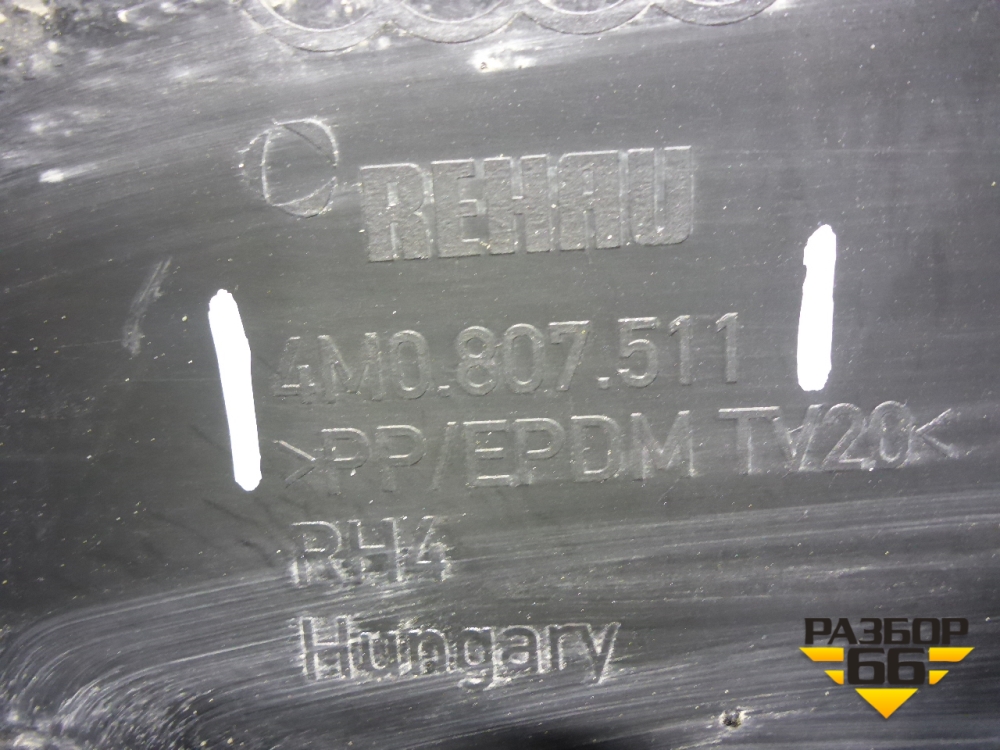 REHAU
4M0.807.511
>PP/EPDM TV20<
RH4
Hungary
РАЗБОР
66